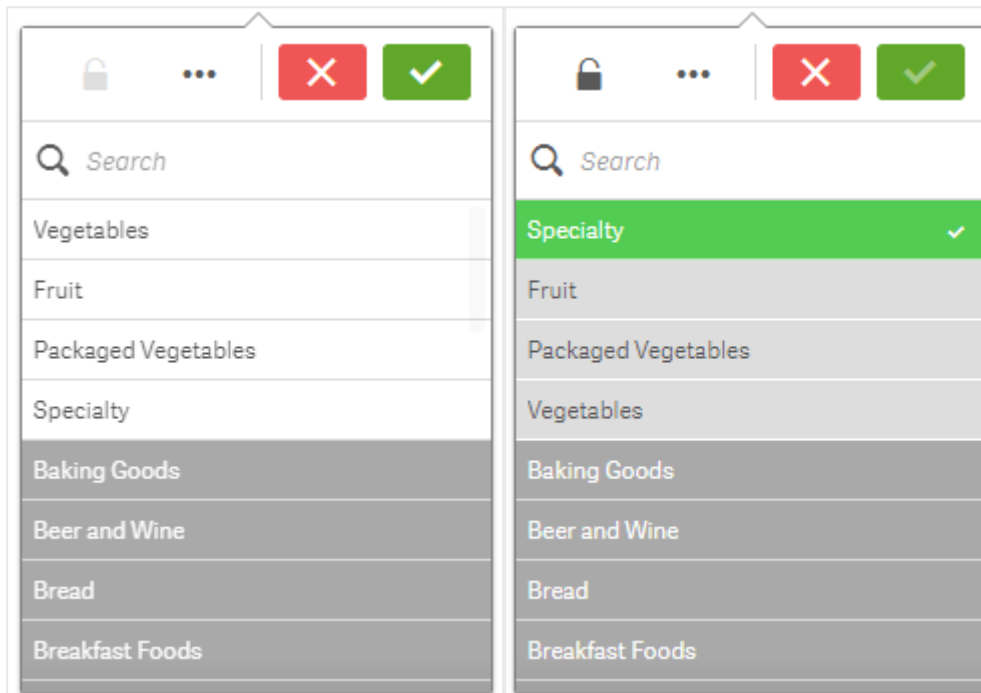 Search
Vegetables
Fruit
Packaged Vegetables
Specialty
Baking Goods
Beer and Wine
Bread
Breakfast Foods
Search
Specialty
Fruit
Packaged Vegetables
Vegetables
Baking Goods
Beer and Wine
Bread
Breakfast Foods